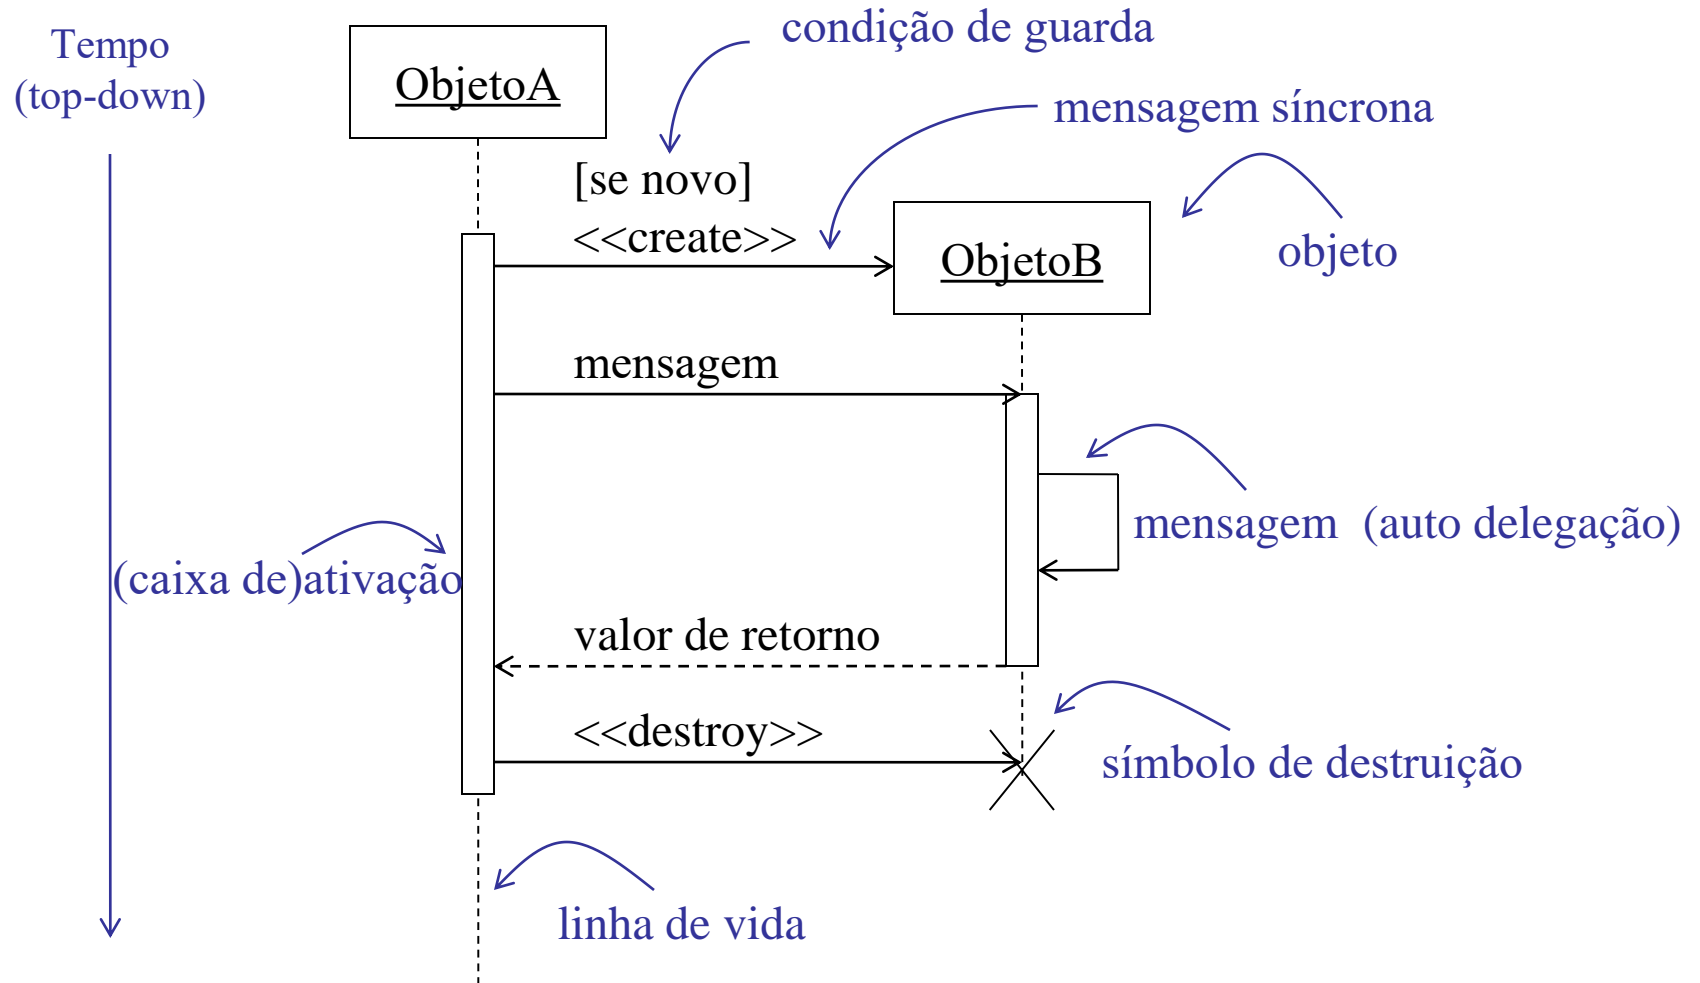 Tempo
(top-down)
condição de guarda
ObjetoA
mensagem síncrona
[se novo]
<<create>>
ObjetoB
objeto
mensagem
mensagem (auto delegação)
(caixa de)ativação
valor de retorno
<<destroy>>
símbolo de destruição
linha de vida